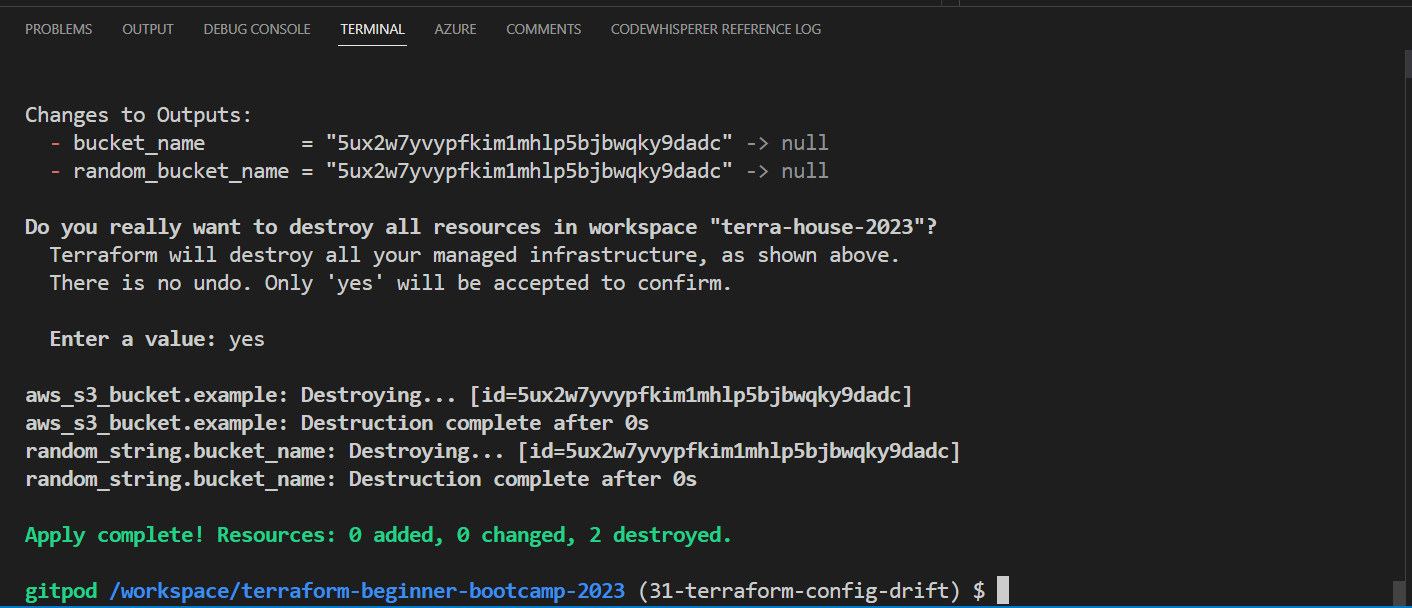 PROBLEMS OUTPUT DEBUG CONSOLE TERMINAL AZURE COMMENTS CODEWHISPERER REFERENCE LOG
Changes to Outputs:
- bucket_name = "5ux2w7yvypfkim1mhlp5bjbwqky9dadc" -> null
- random_bucket_name = "5ux2w7yvypfkim1mhlp5bjbwqky9dadc" -> null
Do you really want to destroy all resources in workspace "terra-house-2023"?
Terraform will destroy all your managed infrastructure, as shown above.
There is no undo. Only 'yes' will be accepted to confirm.
Enter a value: yes
aws_s3_bucket.example: Destroying... [id=5ux2w7yvypfkim1mhlp5bjbwqky9dadc]
aws_s3_bucket.example: Destruction complete after 0s
random_string.bucket_name: Destroying... [id=5ux2w7yvypfkim1mhlp5bjbwqky9dadc]
random_string.bucket_name: Destruction complete after 0s
Apply complete! Resources: 0 added, 0 changed, 2 destroyed.
gitpod /workspace/terraform-beginner-bootcamp-2023 (31-terraform-config-drift) $